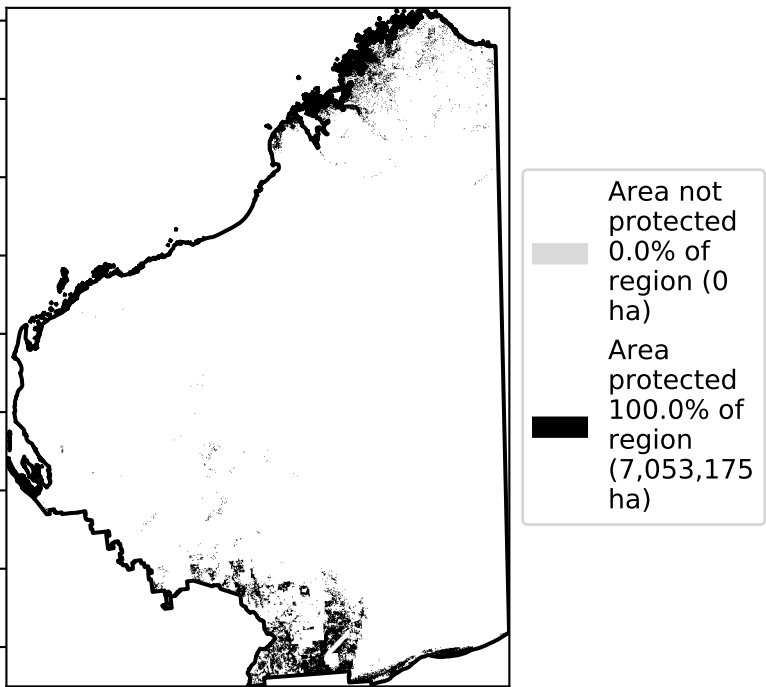 Area not
protected
0.0% of
region (0
ha)
Area
protected
100.0% of
region
(7,053,175
ha)